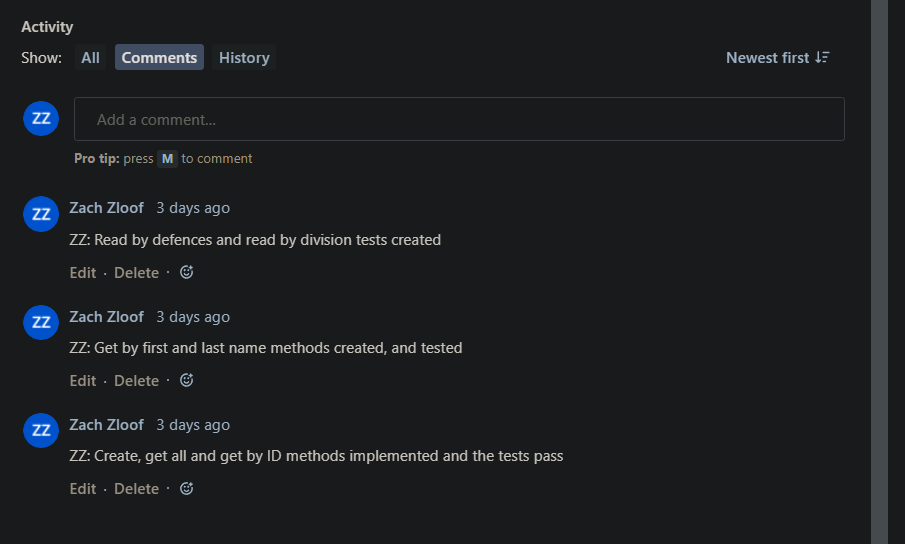 Activity
Show: All Comments History Newest first
ZZ Add a comment...
Pro tip: press M to comment
ZZ Zach Zloof 3 days ago
ZZ: Read by defences and read by division tests created
Edit · Delete ·
ZZ Zach Zloof 3 days ago
ZZ: Get by first and last name methods created, and tested
Edit · Delete ·
ZZ Zach Zloof 3 days ago
ZZ: Create, get all and get by ID methods implemented and the tests pass
Edit · Delete ·